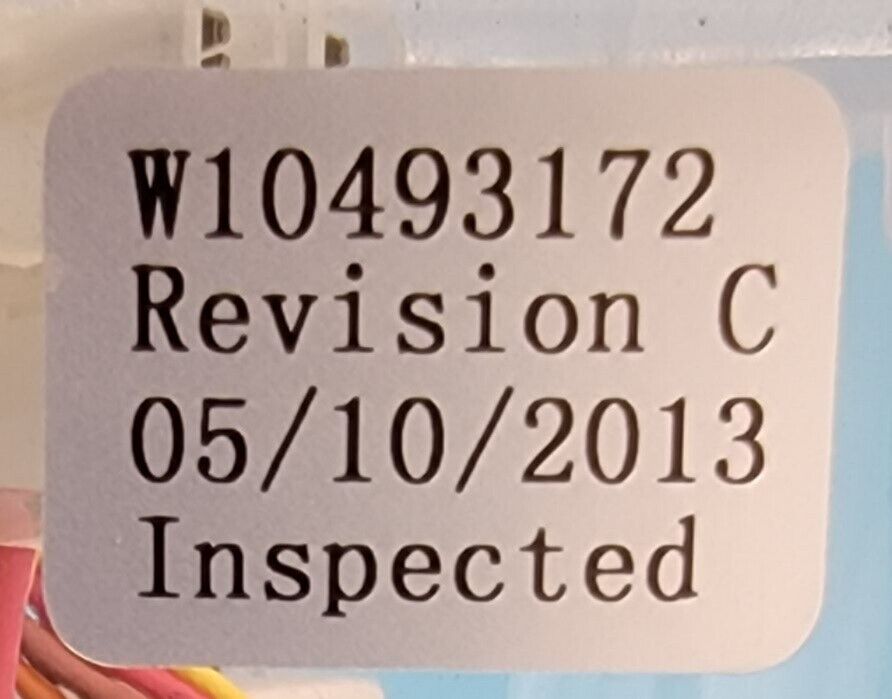 W10493172
Revision C
05/10/2013
Inspected